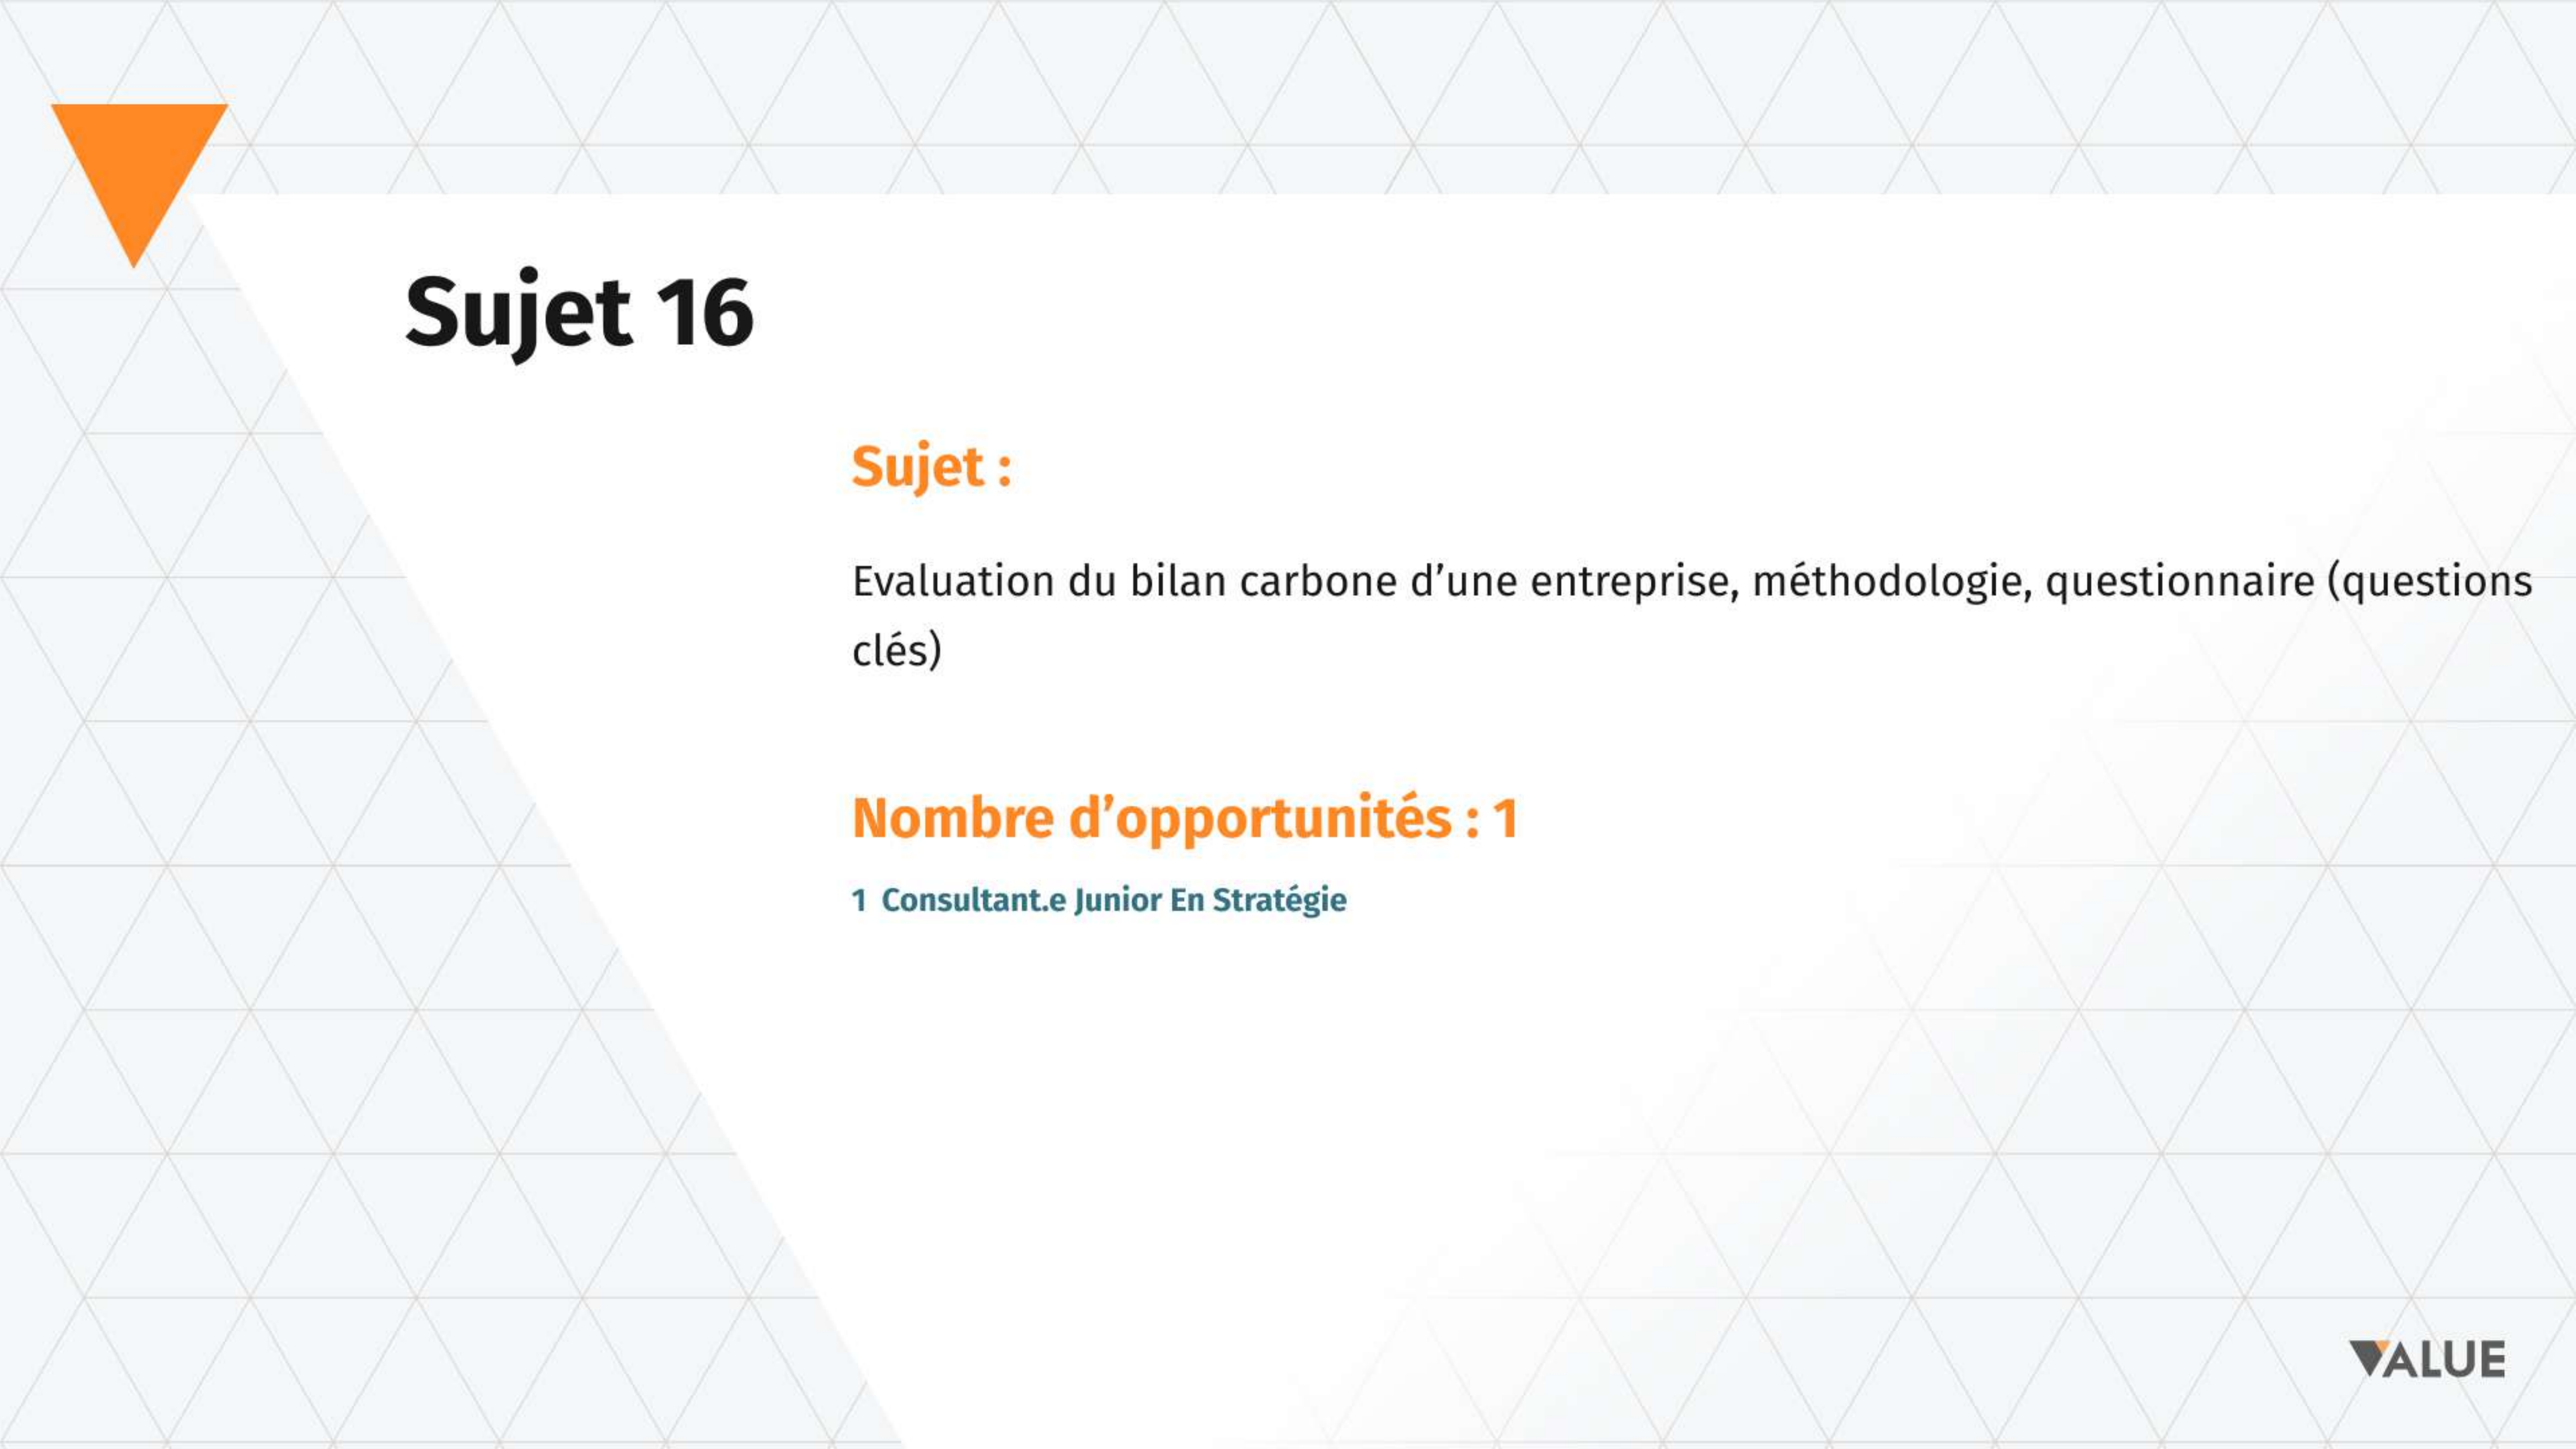 Sujet 16
Sujet :
Evaluation du bilan carbone d’une entreprise, méthodologie, questionnaire (questions
clés)
Nombre d’opportunités : 1
1 Consultant.e Junior En Stratégie
VALUE